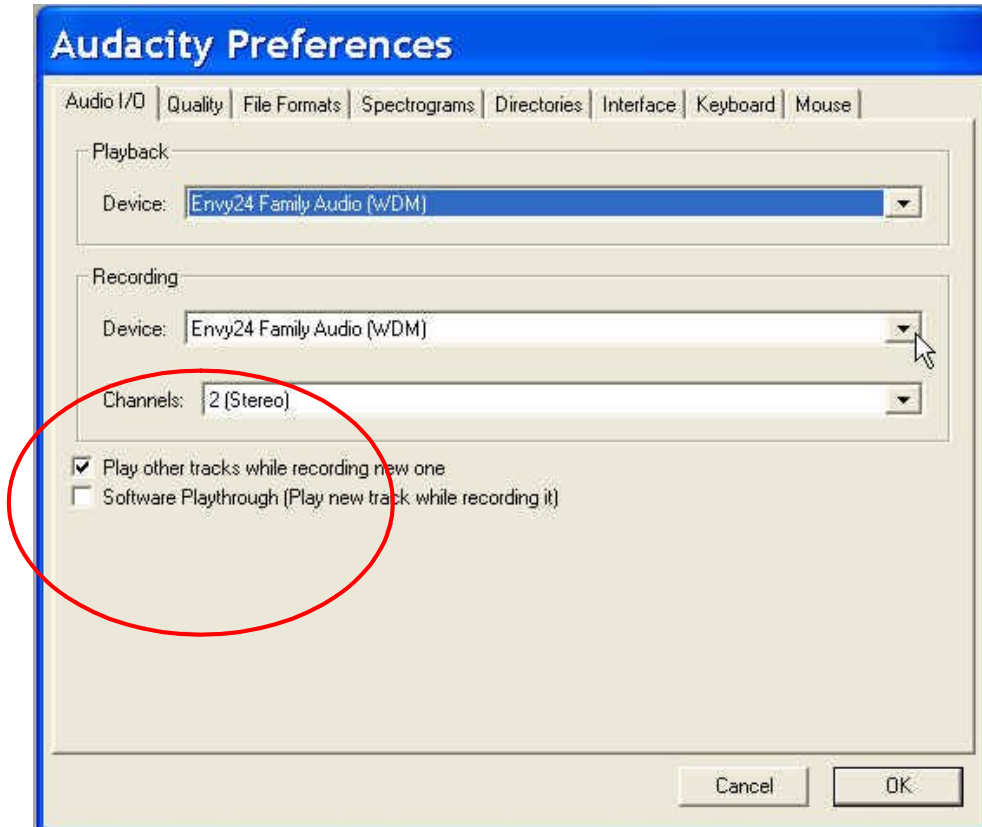 Audacity Preferences
Audio I/O Quality File Formats Spectrograms Directories Interface Keyboard Mouse
Playback
Device: Envy24 Family Audio (WDM)
Recording
Device: Envy24 Family Audio (WDM)
Channels: 2 (Stereo)
Play other tracks while recording new one
Software Playthrough (Play new track while recording it)
Cancel OK